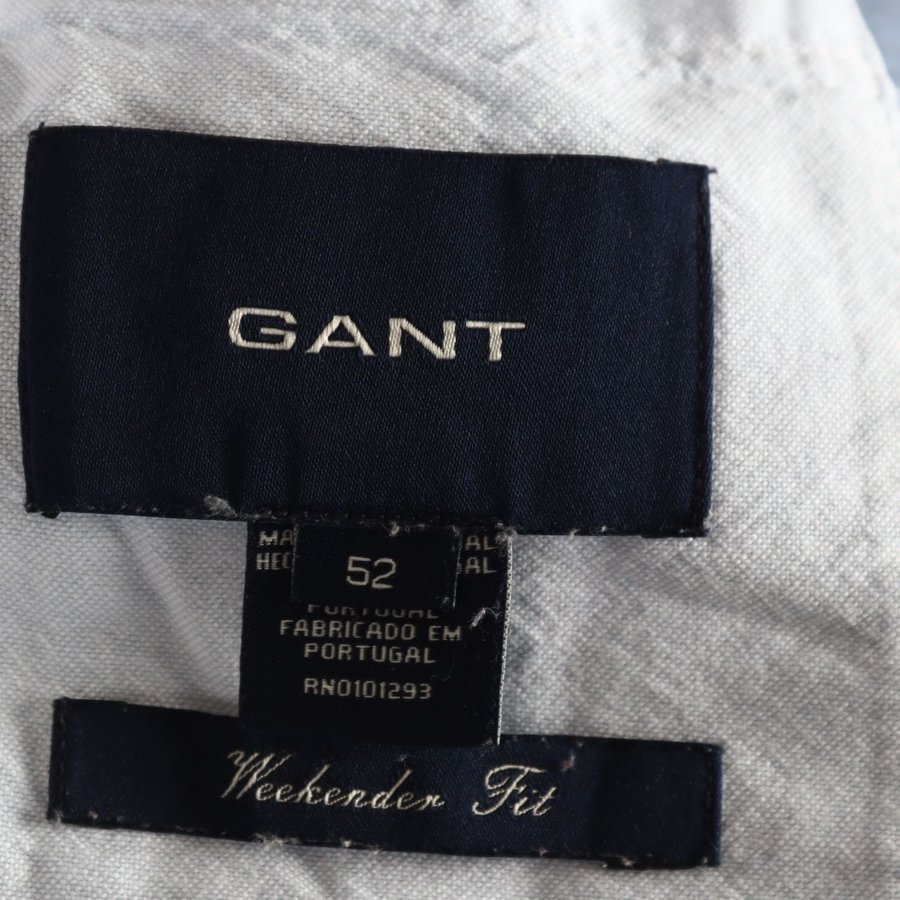 GANT
52
FABRICADO EM
PORTUGAL
RN0101293
Weekender Fit